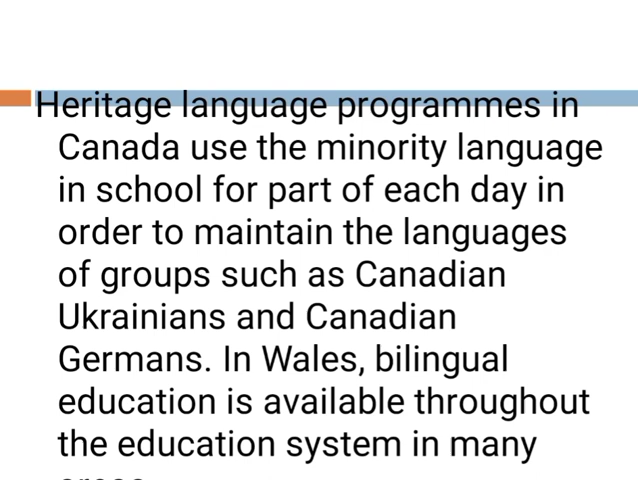 Heritage language programmes in
Canada use the minority language
in school for part of each day in
order to maintain the languages
of groups such as Canadian
Ukrainians and Canadian
Germans. In Wales, bilingual
education is available throughout
the education system in many